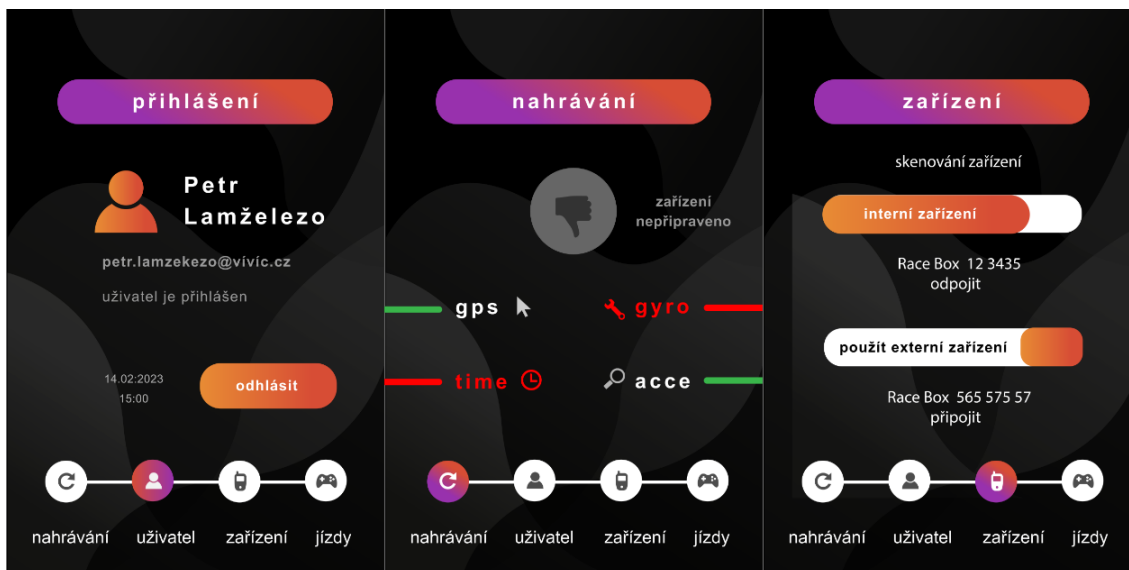 přihlášení
Petr
Lamželezo
petr.lamzekezo@vívíc.cz
uživatel je přihlášen
14.02:2023
15:00
odhlásit
nahrávání uživatel zařízení jízdy
nahrávání
zařízení
nepřipraveno
gps gyro
time acce
nahrávání uživatel zařízení jízdy
zařízení
skenování zařízení
interní zařízení
Race Box 12 3435
odpojit
použít externí zařízení
Race Box 565 575 57
připojit
nahrávání uživatel zařízení jízdy